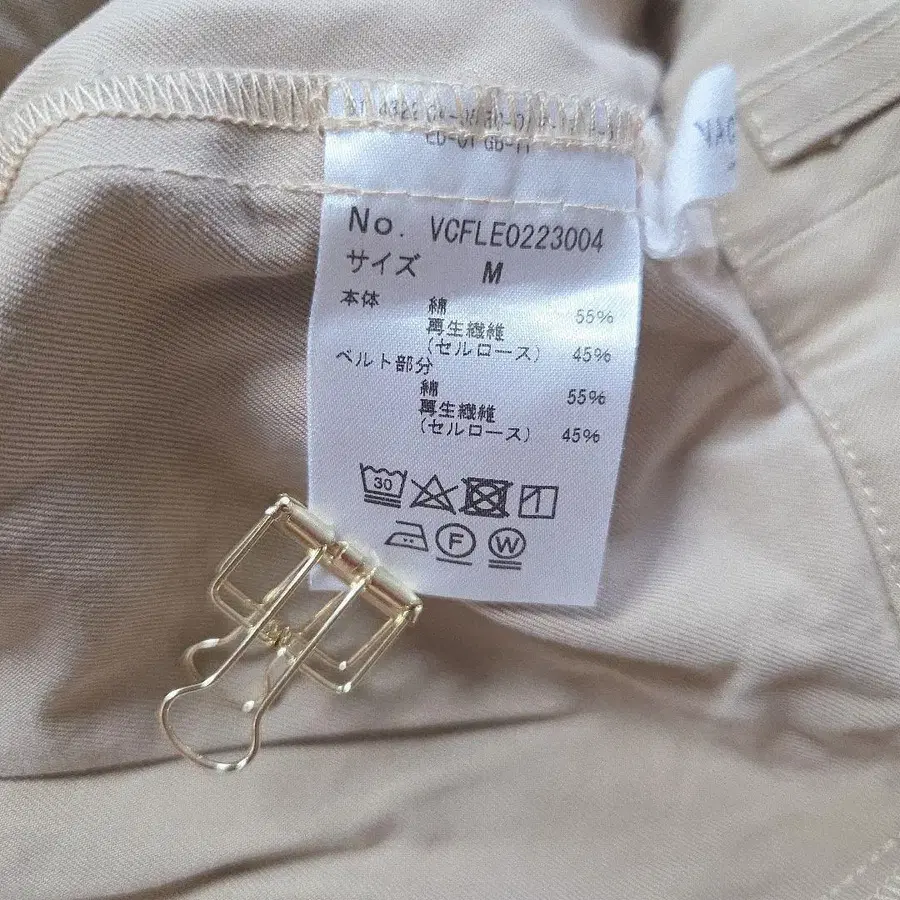 No. VCFLE0223004
サイズ M
本体 綿 55%
再生繊維
(セルロース) 45%
ベルト部分
綿 55%
再生繊維
(セルロース) 45%
30
F W